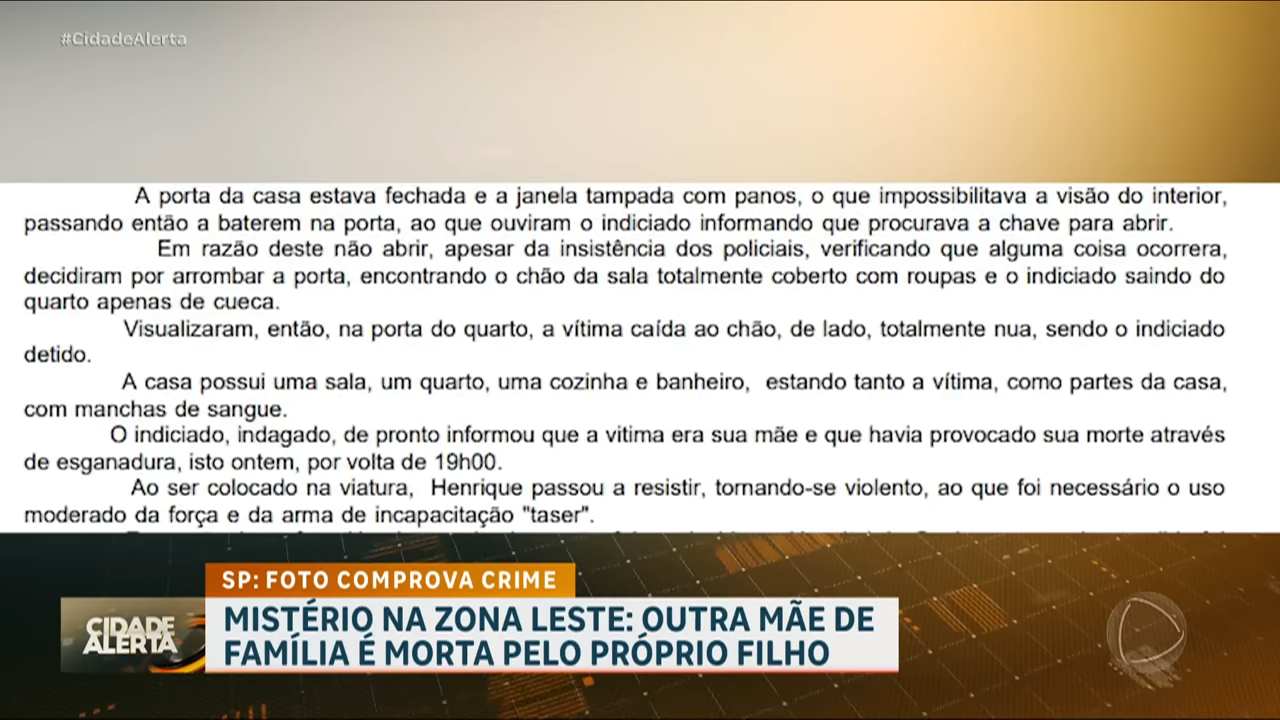 #CidadeAlerta
A porta da casa estava fechada e a janela tampada com panos, o que impossibilitava a visão do interior,
passando então a baterem na porta, ao que ouviram o indiciado informando que procurava a chave para abrir.
Em razão deste não abrir, apesar da insistência dos policiais, verificando que alguma coisa ocorrera,
decidiram por arrombar a porta, encontrando o chão da sala totalmente coberto com roupas e o indiciado saindo do
quarto apenas de cueca.
Visualizaram, então, na porta do quarto, a vítima caída ao chão, de lado, totalmente nua, sendo o indiciado
detido.
A casa possui uma sala, um quarto, uma cozinha e banheiro, estando tanto a vítima, como partes da casa,
com manchas de sangue.
O indiciado, indagado, de pronto informou que a vitima era sua mãe e que havia provocado sua morte através
de esganadura, isto ontem, por volta de 19h00.
Ao ser colocado na viatura, Henrique passou a resistir, tornando-se violento, ao que foi necessário o uso
moderado da força e da arma de incapacitação "taser".
SP: FOTO COMPROVA CRIME
CIDADE
ALERTA
MISTÉRIO NA ZONA LESTE: OUTRA MÃE DE
FAMÍLIA É MORTA PELO PRÓPRIO FILHO